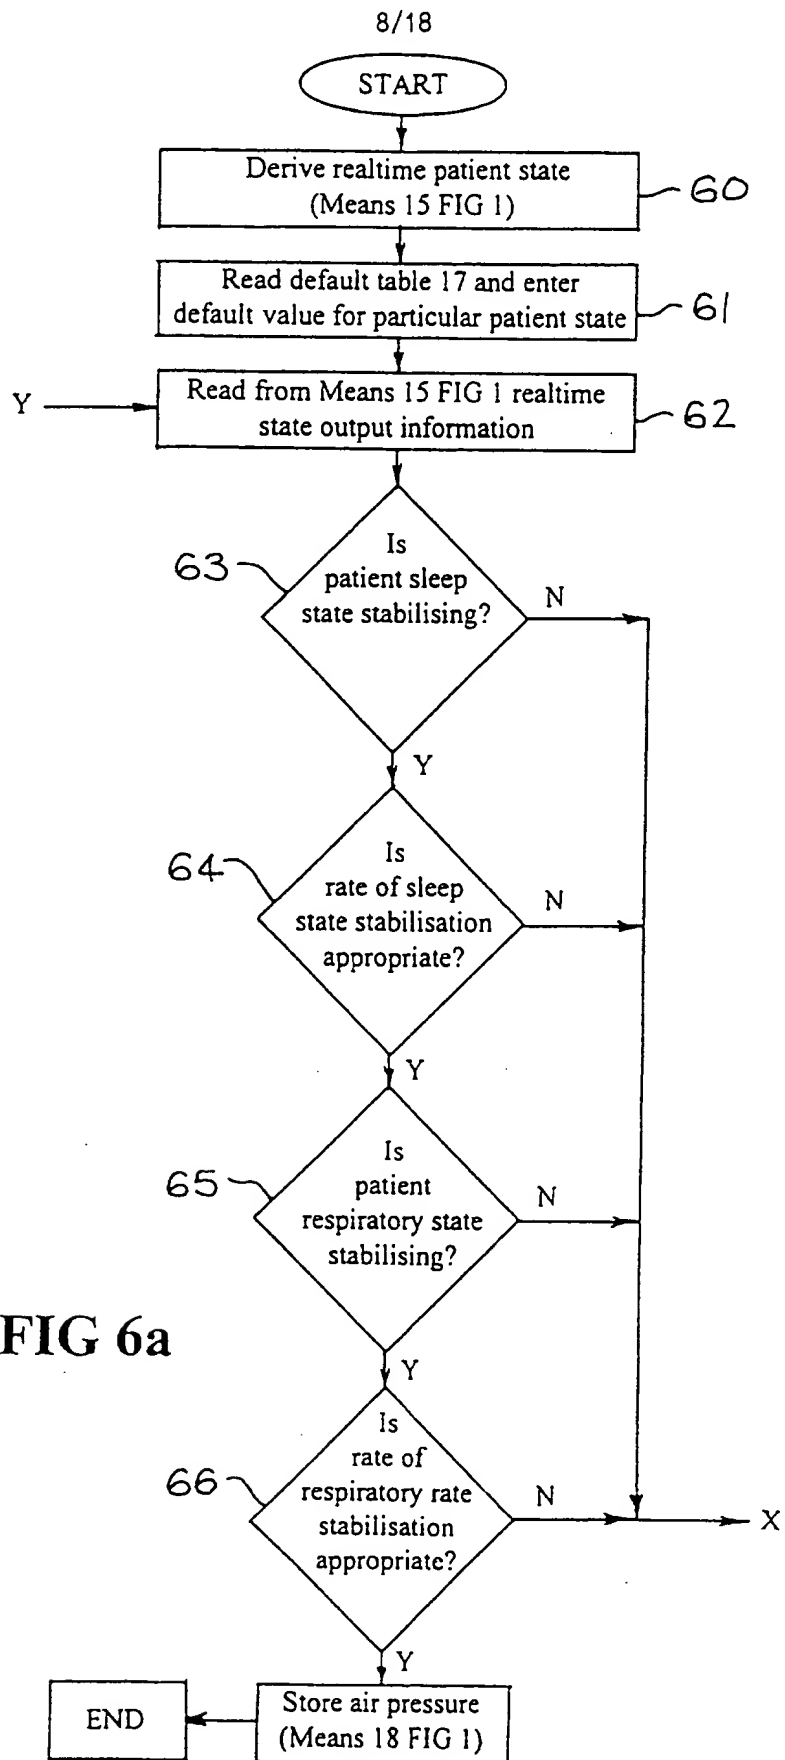 8/18
START
Derive realtime patient state
(Means 15 FIG 1)
60
Read default table 17 and enter
default value for particular patient state
61
Y
Read from Means 15 FIG 1 realtime
state output information
62
63
Is
patient sleep
state stabilising?
N
Y
64
Is
rate of sleep
state stabilisation
appropriate?
N
Y
65
Is
patient
respiratory state
stabilising?
N
FIG 6a
Y
66
Is
rate of
respiratory rate
stabilisation
appropriate?
N
X
Y
END
Store air pressure
(Means 18 FIG 1)